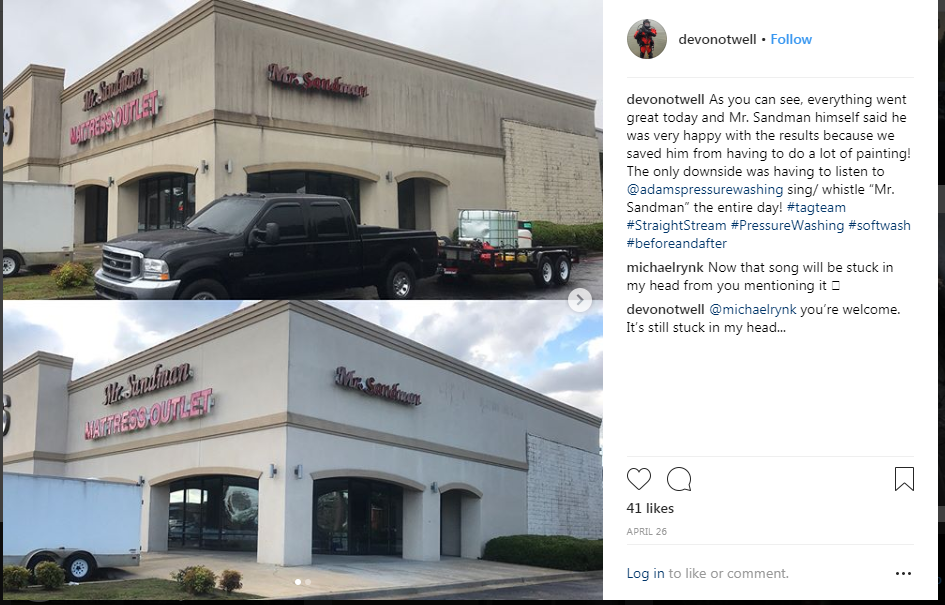 Mr. Sandman
MATTRESS OUTLET
Mr. Sandman
S
Mr. Sandman
MATTRESS OUTLET
Mr. Sandman
S
devonotwell • Follow
devonotwell As you can see, everything went
great today and Mr. Sandman himself said he
was very happy with the results because we
saved him from having to do a lot of painting!
The only downside was having to listen to
@adamspressurewashing sing/ whistle “Mr.
Sandman” the entire day! #tagteam
#StraightStream #PressureWashing #softwash
#beforeandafter
michaelrynk Now that song will be stuck in
my head from you mentioning it
devonotwell @michaelrynk you’re welcome.
It’s still stuck in my head...
41 likes
APRIL 26
Log in to like or comment.